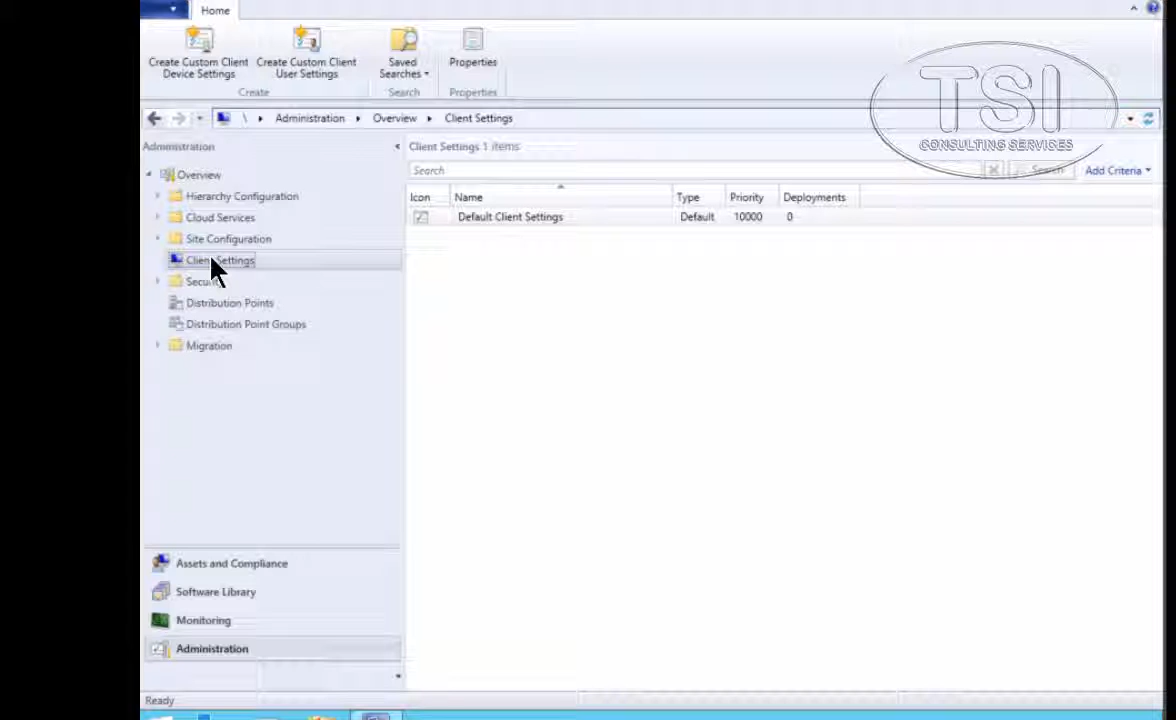 Home
Create Custom Client
Device Settings
Create Custom Client
User Settings
Saved
Searches
Properties
Create
Search
Properties
TSI
CONSULTING SERVICES
\ Administration Overview Client Settings
Administration
Client Settings 1 items
Search
Search
Add Criteria
Icon Name Type Priority Deployments
Default Client Settings Default 10000 0
Overview
Hierarchy Configuration
Cloud Services
Site Configuration
Client Settings
Distribution Points
Distribution Point Groups
Migration
Assets and Compliance
Software Library
Monitoring
Administration
Ready